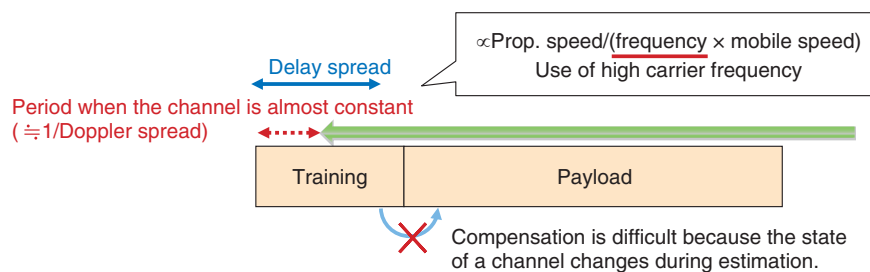 ∝Prop. speed/(frequency × mobile speed)
Use of high carrier frequency
Delay spread
Period when the channel is almost constant
(≒1/Doppler spread)
Training
Payload
Compensation is difficult because the state
of a channel changes during estimation.